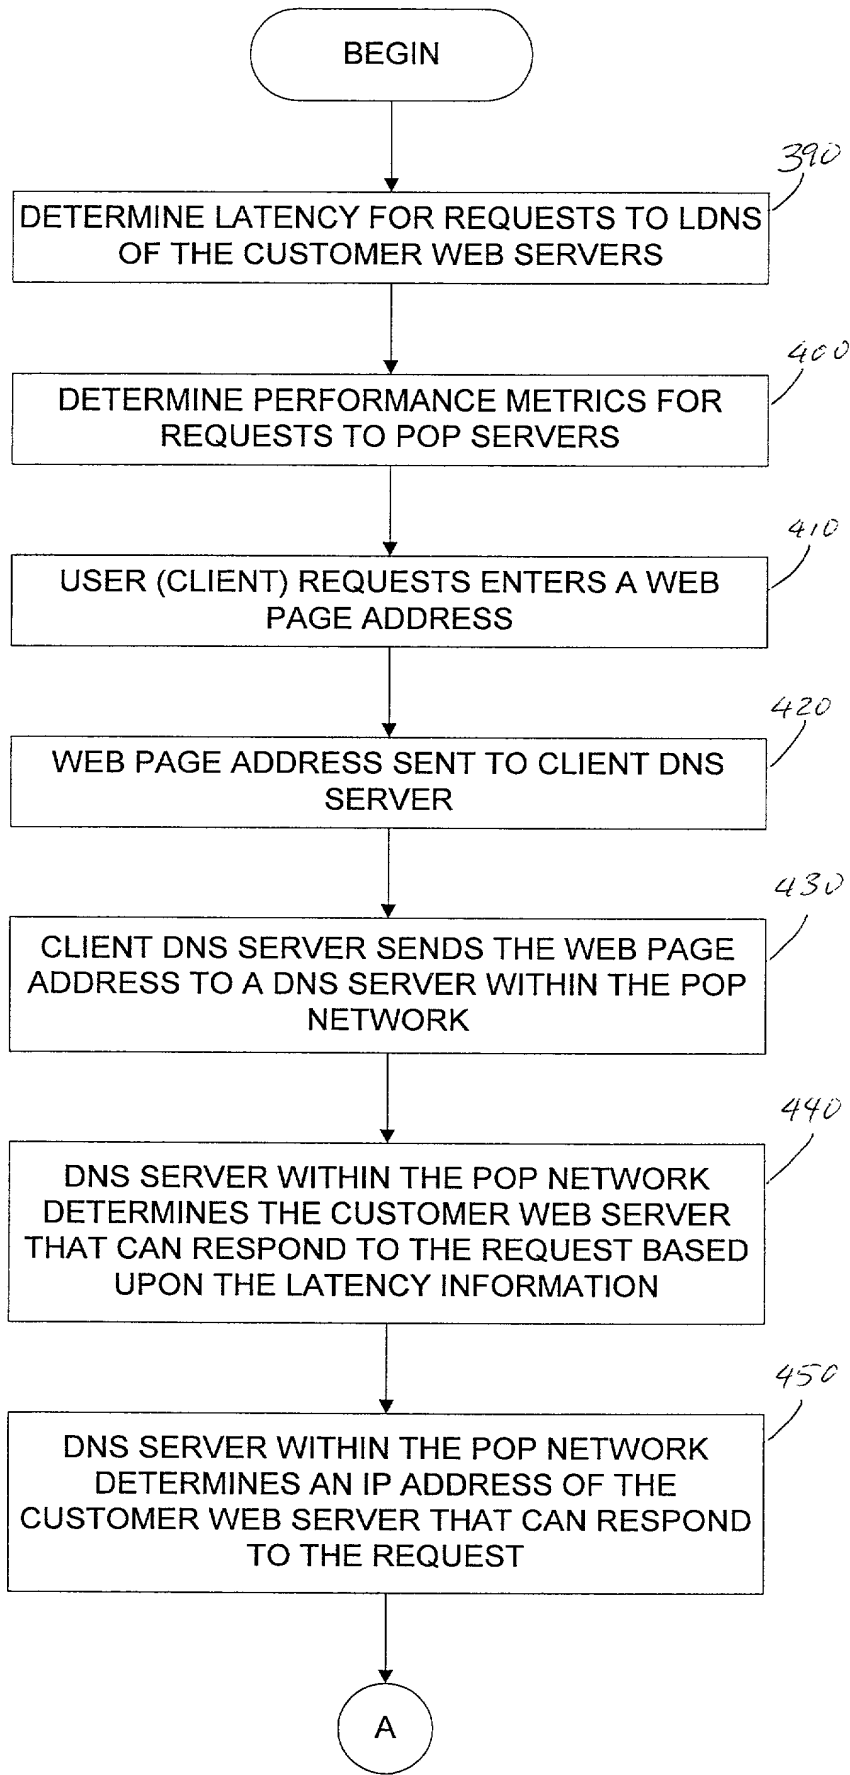 BEGIN
390
DETERMINE LATENCY FOR REQUESTS TO LDNS
OF THE CUSTOMER WEB SERVERS
400
DETERMINE PERFORMANCE METRICS FOR
REQUESTS TO POP SERVERS
410
USER (CLIENT) REQUESTS ENTERS A WEB
PAGE ADDRESS
420
WEB PAGE ADDRESS SENT TO CLIENT DNS
SERVER
430
CLIENT DNS SERVER SENDS THE WEB PAGE
ADDRESS TO A DNS SERVER WITHIN THE POP
NETWORK
440
DNS SERVER WITHIN THE POP NETWORK
DETERMINES THE CUSTOMER WEB SERVER
THAT CAN RESPOND TO THE REQUEST BASED
UPON THE LATENCY INFORMATION
450
DNS SERVER WITHIN THE POP NETWORK
DETERMINES AN IP ADDRESS OF THE
CUSTOMER WEB SERVER THAT CAN RESPOND
TO THE REQUEST
A